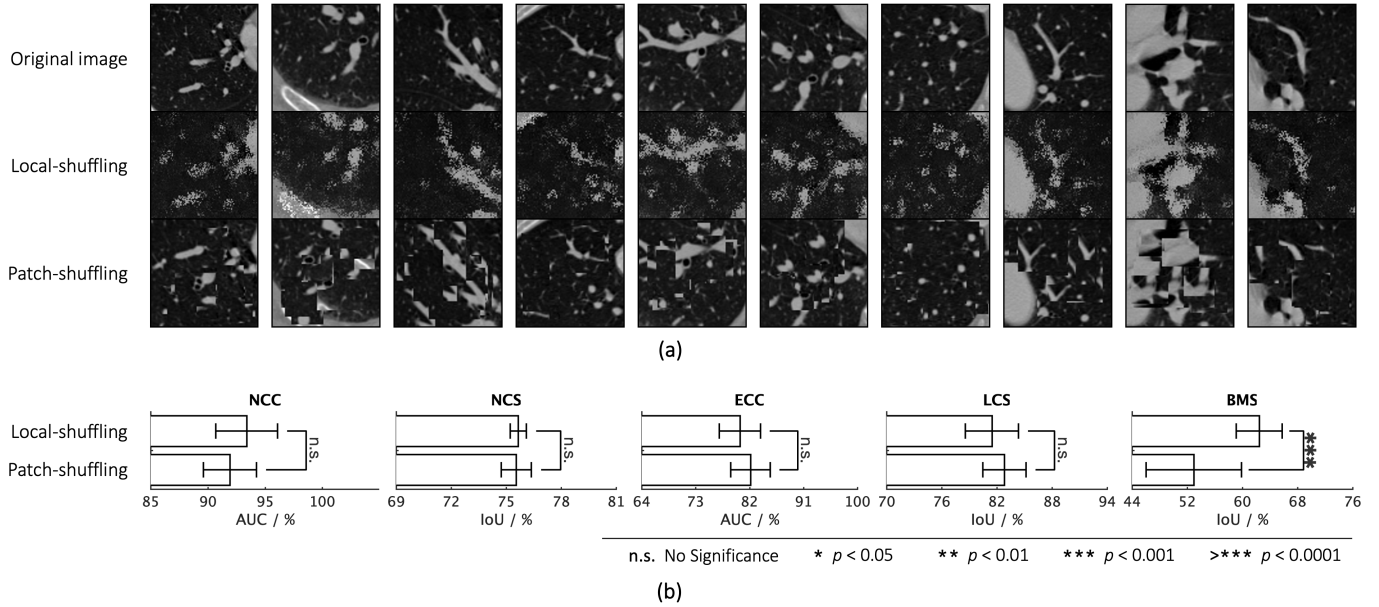 Original image
Local-shuffling
Patch-shuffling
(a)
NCC NCS ECC LCS BMS
Local-shuffling
Patch-shuffling
n.s. n.s. n.s. n.s. ***
85 90 95 100 69 72 75 78 81 64 73 82 91 100 70 76 82 88 94 44 52 60 68 76
AUC / % IoU / % AUC / % IoU / % IoU / %
n.s. No Significance * p < 0.05 ** p < 0.01 *** p < 0.001 >*** p < 0.0001
(b)